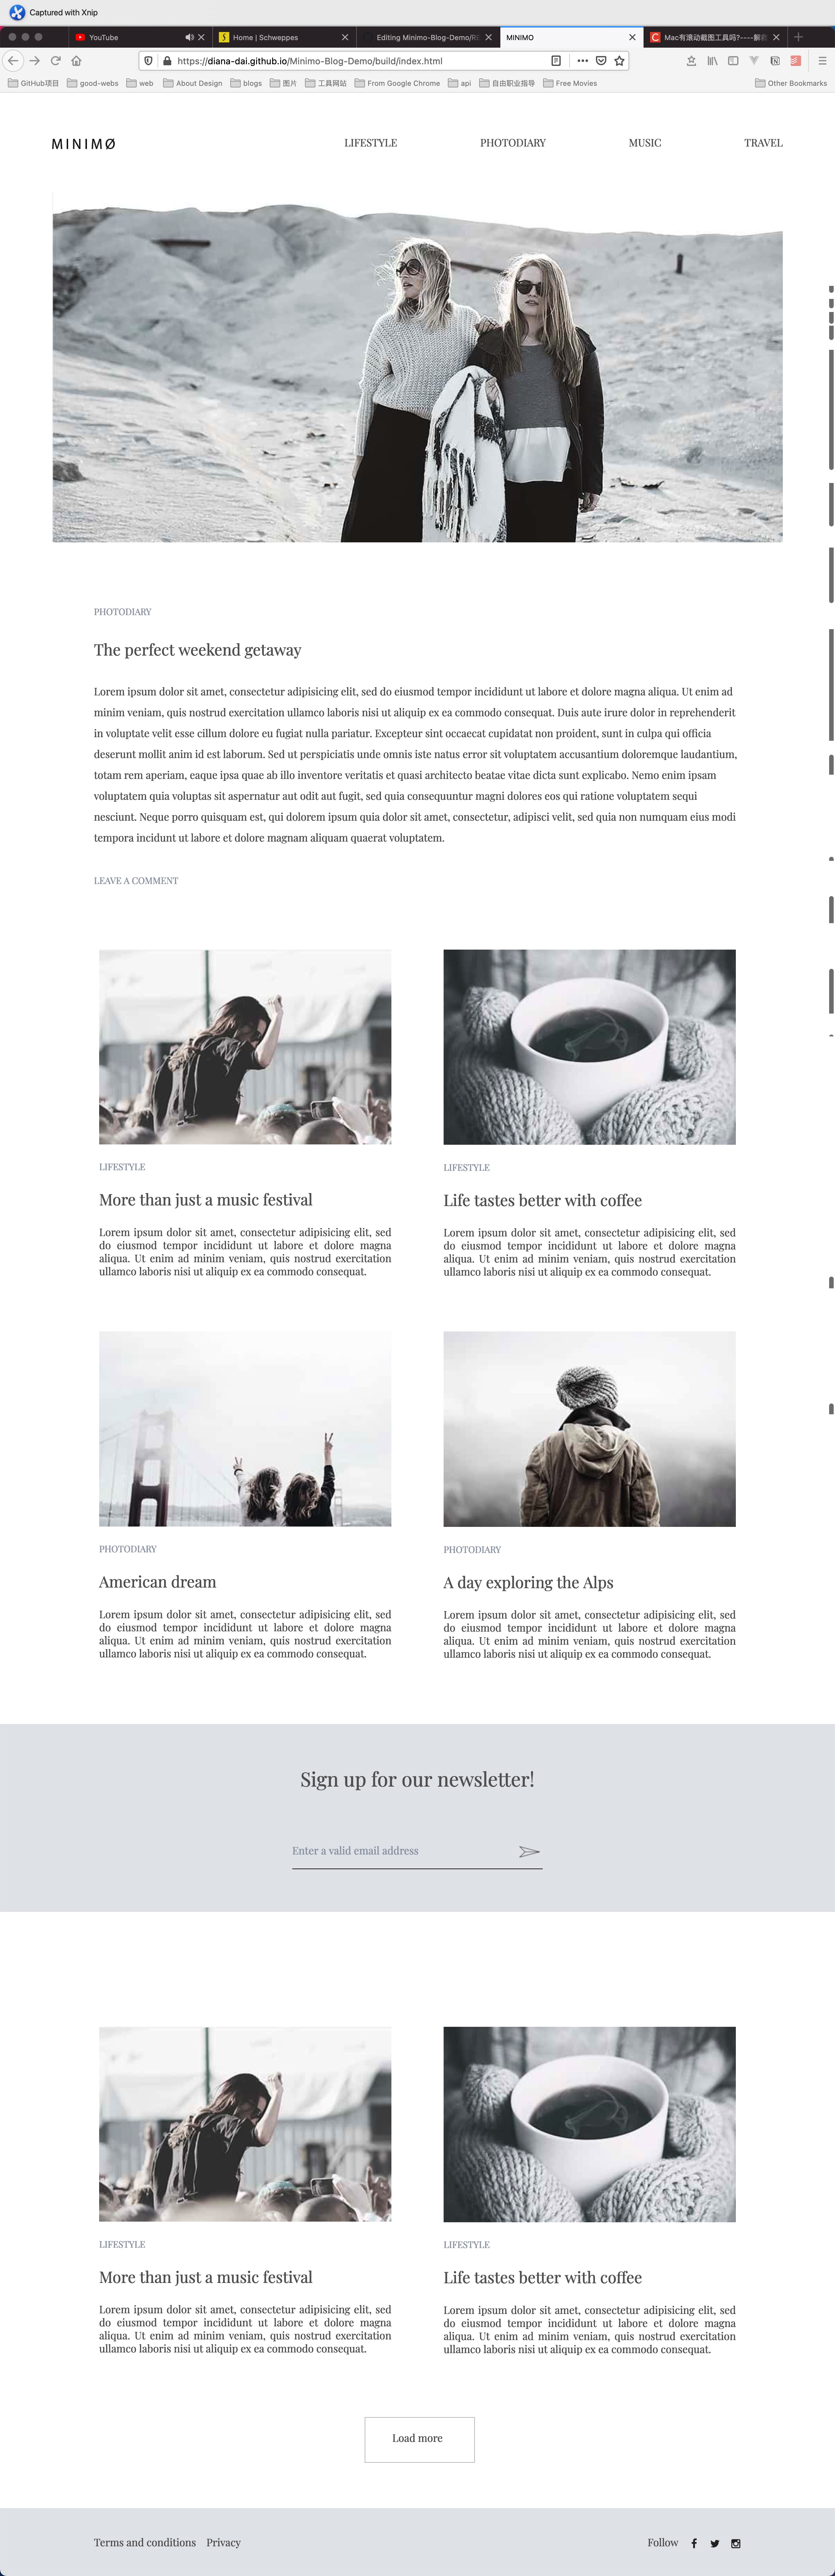 Captured with Xnip
YouTube
Home | Schweppes
Editing Minimo-Blog-Demo/RE
MINIMO
Mac有滚动截图工具吗?----解
https://diana-dai.github.io/Minimo-Blog-Demo/build/index.html
GitHub项目 good-webs web About Design blogs 图片 工具网站 From Google Chrome api 自由职业指导 Free Movies Other Bookmarks
MINIMØ
LIFESTYLE PHOTODIARY MUSIC TRAVEL
PHOTODIARY
The perfect weekend getaway
Lorem ipsum dolor sit amet, consectetur adipisicing elit, sed do eiusmod tempor incididunt ut labore et dolore magna aliqua. Ut enim ad
minim veniam, quis nostrud exercitation ullamco laboris nisi ut aliquip ex ea commodo consequat. Duis aute irure dolor in reprehenderit
in voluptate velit esse cillum dolore eu fugiat nulla pariatur. Excepteur sint occaecat cupidatat non proident, sunt in culpa qui officia
deserunt mollit anim id est laborum. Sed ut perspiciatis unde omnis iste natus error sit voluptatem accusantium doloremque laudantium,
totam rem aperiam, eaque ipsa quae ab illo inventore veritatis et quasi architecto beatae vitae dicta sunt explicabo. Nemo enim ipsam
voluptatem quia voluptas sit aspernatur aut odit aut fugit, sed quia consequuntur magni dolores eos qui ratione voluptatem sequi
nesciunt. Neque porro quisquam est, qui dolorem ipsum quia dolor sit amet, consectetur, adipisci velit, sed quia non numquam eius modi
tempora incidunt ut labore et dolore magnam aliquam quaerat voluptatem.
LEAVE A COMMENT
LIFESTYLE
More than just a music festival
Lorem ipsum dolor sit amet, consectetur adipisicing elit, sed
do eiusmod tempor incididunt ut labore et dolore magna
aliqua. Ut enim ad minim veniam, quis nostrud exercitation
ullamco laboris nisi ut aliquip ex ea commodo consequat.
LIFESTYLE
Life tastes better with coffee
Lorem ipsum dolor sit amet, consectetur adipisicing elit, sed
do eiusmod tempor incididunt ut labore et dolore magna
aliqua. Ut enim ad minim veniam, quis nostrud exercitation
ullamco laboris nisi ut aliquip ex ea commodo consequat.
PHOTODIARY
American dream
Lorem ipsum dolor sit amet, consectetur adipisicing elit, sed
do eiusmod tempor incididunt ut labore et dolore magna
aliqua. Ut enim ad minim veniam, quis nostrud exercitation
ullamco laboris nisi ut aliquip ex ea commodo consequat.
PHOTODIARY
A day exploring the Alps
Lorem ipsum dolor sit amet, consectetur adipisicing elit, sed
do eiusmod tempor incididunt ut labore et dolore magna
aliqua. Ut enim ad minim veniam, quis nostrud exercitation
ullamco laboris nisi ut aliquip ex ea commodo consequat.
Sign up for our newsletter!
Enter a valid email address
LIFESTYLE
More than just a music festival
Lorem ipsum dolor sit amet, consectetur adipisicing elit, sed
do eiusmod tempor incididunt ut labore et dolore magna
aliqua. Ut enim ad minim veniam, quis nostrud exercitation
ullamco laboris nisi ut aliquip ex ea commodo consequat.
LIFESTYLE
Life tastes better with coffee
Lorem ipsum dolor sit amet, consectetur adipisicing elit, sed
do eiusmod tempor incididunt ut labore et dolore magna
aliqua. Ut enim ad minim veniam, quis nostrud exercitation
ullamco laboris nisi ut aliquip ex ea commodo consequat.
Load more
Terms and conditions Privacy
Follow